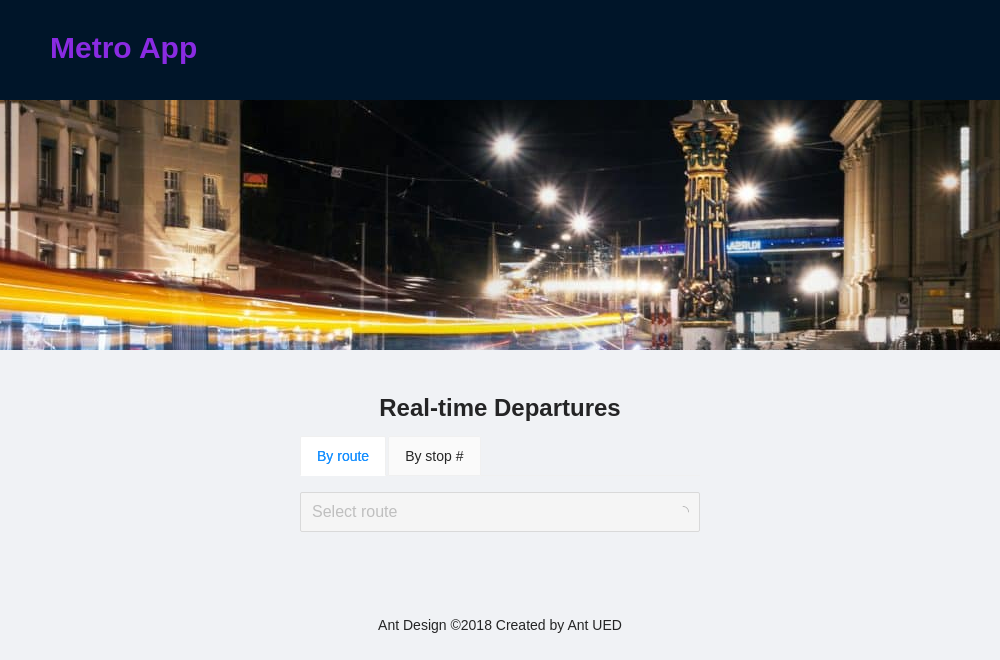 Metro App
Real-time Departures
By route
By stop #
Select route
Ant Design ©2018 Created by Ant UED